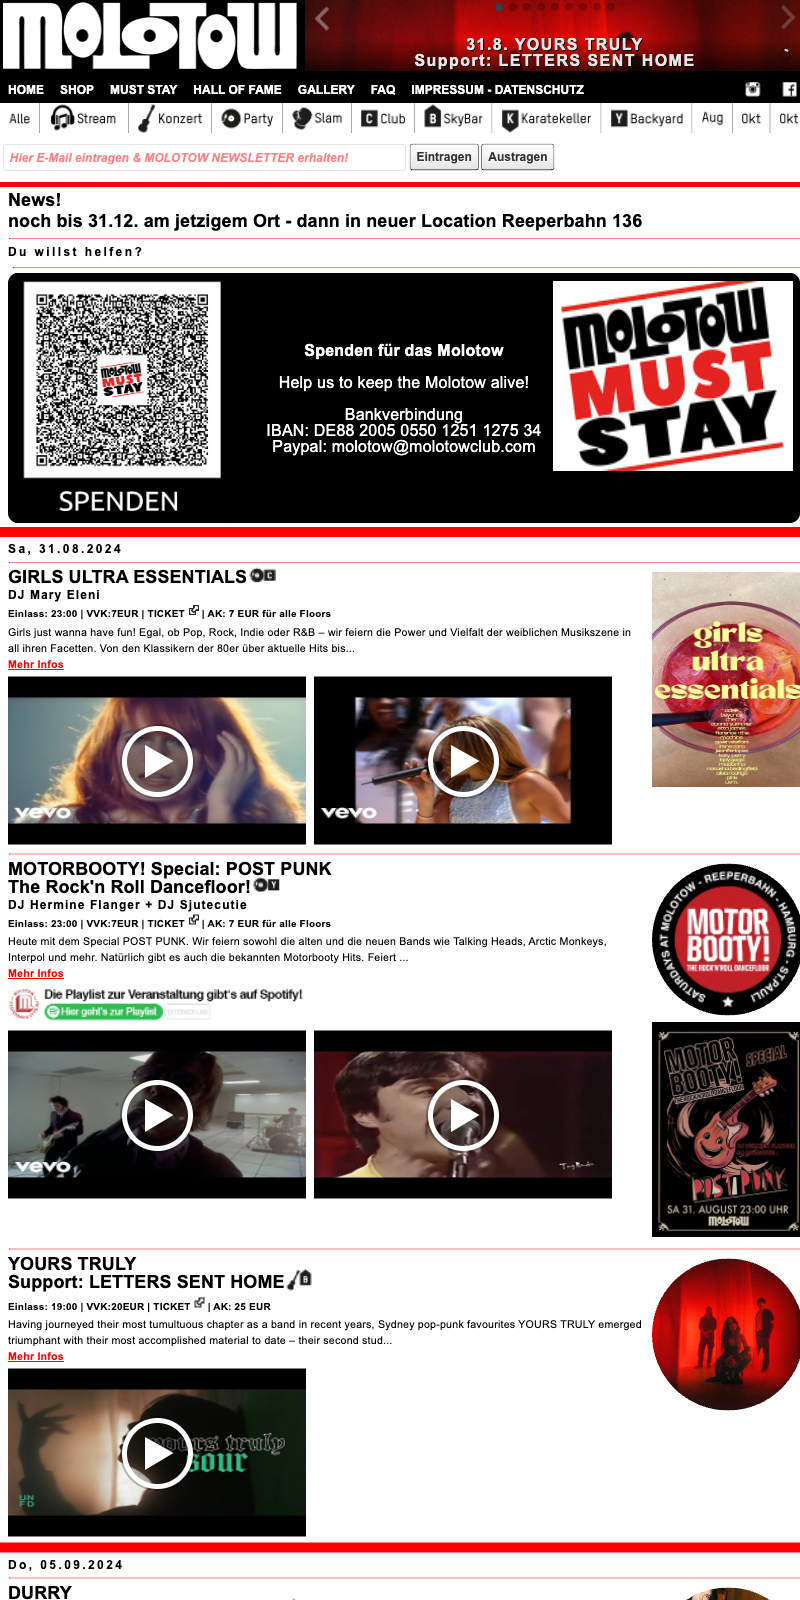 MOLOTOW
31.8. YOURS TRULY
Support: LETTERS SENT HOME
HOME SHOP MUST STAY HALL OF FAME GALLERY FAQ IMPRESSUM - DATENSCHUTZ
Alle Stream Konzert Party Slam C Club B SkyBar K Karatekeller Y Backyard Aug Okt Okt
Hier E-Mail eintragen & MOLOTOW NEWSLETTER erhalten! Eintragen Austragen
News!
noch bis 31.12. am jetzigem Ort - dann in neuer Location Reeperbahn 136
Du willst helfen?
MOLOTOW
MUST
STAY
SPENDEN
Spenden für das Molotow
Help us to keep the Molotow alive!
Bankverbindung
IBAN: DE88 2005 0550 1251 1275 34
Paypal: molotow@molotowclub.com
MOLOTOW
MUST
STAY
Sa, 31.08.2024
GIRLS ULTRA ESSENTIALS C
DJ Mary Eleni
Einlass: 23:00 | VVK:7EUR | TICKET | AK: 7 EUR für alle Floors
Girls just wanna have fun! Egal, ob Pop, Rock, Indie oder R&B – wir feiern die Power und Vielfalt der weiblichen Musikszene in
all ihren Facetten. Von den Klassikern der 80er über aktuelle Hits bis...
Mehr Infos
vevo
vevo
girls
ultra
essentials
MOTORBOOTY! Special: POST PUNK
The Rock'n Roll Dancefloor! Y
DJ Hermine Flanger + DJ Sjutecutie
Einlass: 23:00 | VVK:7EUR | TICKET | AK: 7 EUR für alle Floors
Heute mit dem Special POST PUNK. Wir feiern sowohl die alten und die neuen Bands wie Talking Heads, Arctic Monkeys,
Interpol und mehr. Natürlich gibt es auch die bekannten Motorbooty Hits. Feiert ...
Mehr Infos
Die Playlist zur Veranstaltung gibt's auf Spotify!
Hier geht's zur Playlist EXTERNER LINK
vevo
SATURDAYS AT MOLOTOW - REEPERBAHN - HAMBURG - ST.PAULI
MOTOR
BOOTY!
THE ROCK'N'ROLL DANCEFLOOR
MOTOR
BOOTY! SPECIAL
THE ROCK'N'ROLL DANCEFLOOR
POST PUNK
SA 31. AUGUST 23:00 UHR
MOLOTOW
YOURS TRULY
Support: LETTERS SENT HOME B
Einlass: 19:00 | VVK:20EUR | TICKET | AK: 25 EUR
Having journeyed their most tumultuous chapter as a band in recent years, Sydney pop-punk favourites YOURS TRULY emerged
triumphant with their most accomplished material to date – their second stud...
Mehr Infos
yours truly
sour
UN
FD
Do, 05.09.2024
DURRY